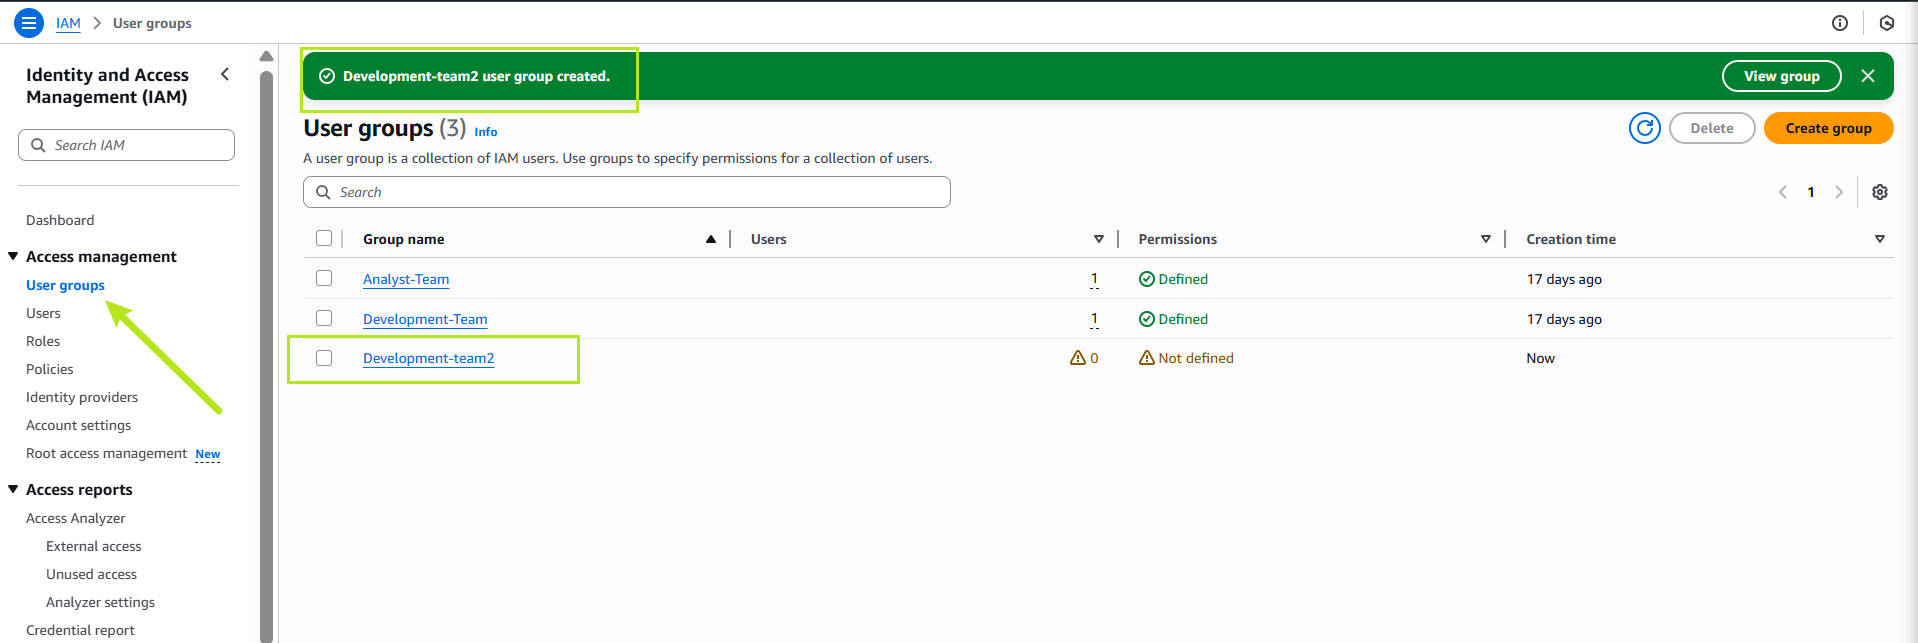 IAM > User groups
Identity and Access
Management (IAM)
Search IAM
Dashboard
Access management
User groups
Users
Roles
Policies
Identity providers
Account settings
Root access management New
Access reports
Access Analyzer
External access
Unused access
Analyzer settings
Credential report
Development-team2 user group created.
View group
User groups (3) Info
Delete
Create group
A user group is a collection of IAM users. Use groups to specify permissions for a collection of users.
Search
1
Group name Users Permissions Creation time
Analyst-Team 1 Defined 17 days ago
Development-Team 1 Defined 17 days ago
Development-team2 0 Not defined Now